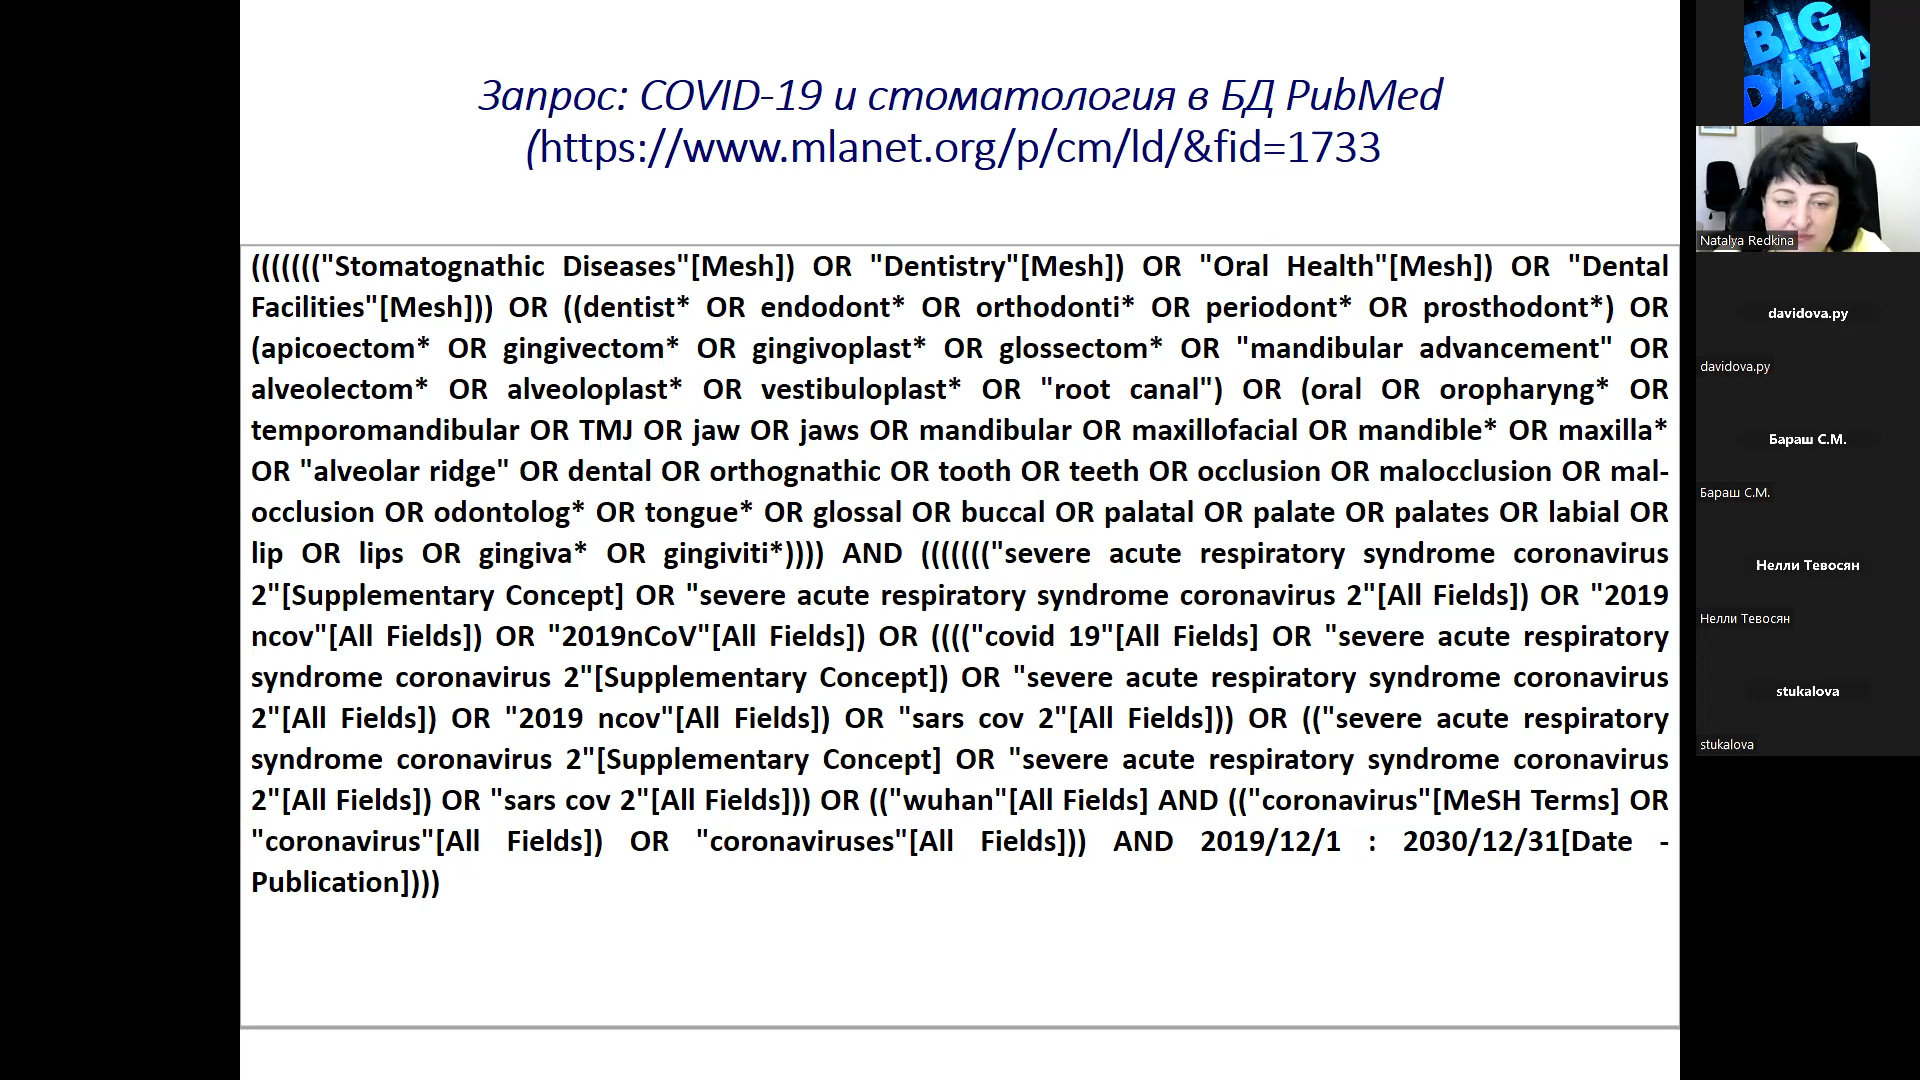 Запрос: COVID-19 и стоматология в БД PubMed
(https://www.mlanet.org/p/cm/ld/&fid=1733
((((((("Stomatognathic Diseases"[Mesh]) OR "Dentistry"[Mesh]) OR "Oral Health"[Mesh]) OR "Dental
Facilities"[Mesh])) OR ((dentist* OR endodont* OR orthodonti* OR periodont* OR prosthodont*) OR
(apicoectom* OR gingivectom* OR gingivoplast* OR glossectom* OR "mandibular advancement" OR
alveolectom* OR alveoloplast* OR vestibuloplast* OR "root canal") OR (oral OR oropharyng* OR
temporomandibular OR TMJ OR jaw OR jaws OR mandibular OR maxillofacial OR mandible* OR maxilla*
OR "alveolar ridge" OR dental OR orthognathic OR tooth OR teeth OR occlusion OR malocclusion OR mal-
occlusion OR odontolog* OR tongue* OR glossal OR buccal OR palatal OR palate OR palates OR labial OR
lip OR lips OR gingiva* OR gingiviti*)))) AND ((((((("severe acute respiratory syndrome coronavirus
2"[Supplementary Concept] OR "severe acute respiratory syndrome coronavirus 2"[All Fields]) OR "2019
ncov"[All Fields]) OR "2019nCoV"[All Fields]) OR (((("covid 19"[All Fields] OR "severe acute respiratory
syndrome coronavirus 2"[Supplementary Concept]) OR "severe acute respiratory syndrome coronavirus
2"[All Fields]) OR "2019 ncov"[All Fields]) OR "sars cov 2"[All Fields])) OR (("severe acute respiratory
syndrome coronavirus 2"[Supplementary Concept] OR "severe acute respiratory syndrome coronavirus
2"[All Fields]) OR "sars cov 2"[All Fields])) OR (("wuhan"[All Fields] AND (("coronavirus"[MeSH Terms] OR
"coronavirus"[All Fields]) OR "coronaviruses"[All Fields])) AND 2019/12/1 : 2030/12/31[Date -
Publication])))
BIG
DATA
Natalya Redkina
davidova.ру
davidova.ру
Бараш С.М.
Бараш С.М.
Нелли Тевосян
Нелли Тевосян
stukalova
stukalova